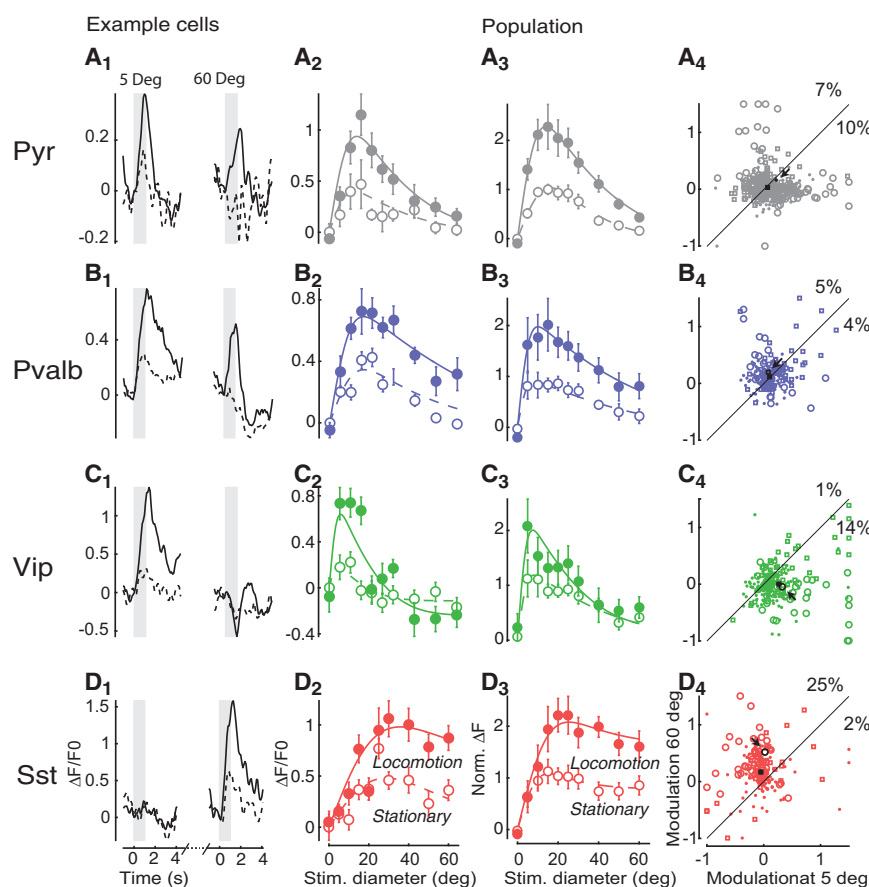 Example cells
Population
A1
A2
A3
A4
5 Deg
60 Deg
7%
10%
Pyr
0.2
0
-0.2
1
0.5
0
2
1
0
1
0
-1
B1
B2
B3
B4
5%
4%
Pvalb
0.4
0
0.8
0.4
0
3
2
1
0
1
0
-1
C1
C2
C3
C4
1%
14%
Vip
1
0.5
0
-0.5
0.8
0.4
0
-0.4
3
2
1
0
1
0
-1
D1
D2
D3
D4
25%
2%
Sst
ΔF/F0
1.5
1
0.5
0
ΔF/F0
1
0.5
0
Locomotion
Stationary
Norm. ΔF
2
1
0
Locomotion
Stationary
Modulation 60 deg
1
0
-1
0 2 4
0 2 4
Time (s)
0 20 40 60
Stim. diameter (deg)
0 20 40 60
Stim. diameter (deg)
-1 0 1
Modulationat 5 deg